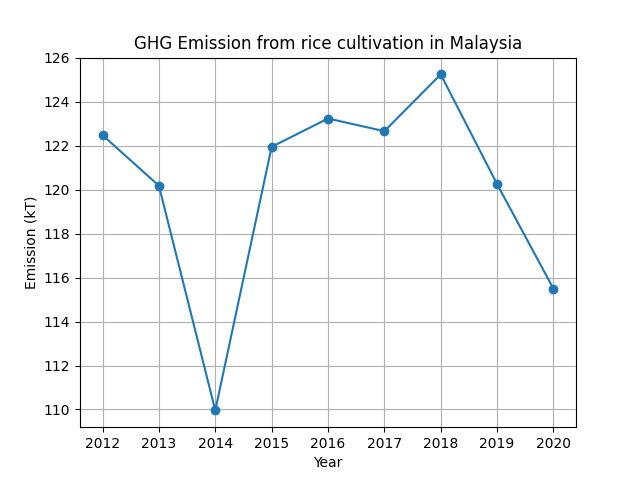 GHG Emission from rice cultivation in Malaysia
126
124
122
120
118
116
114
112
110
Emission (kT)
2012 2013 2014 2015 2016 2017 2018 2019 2020
Year